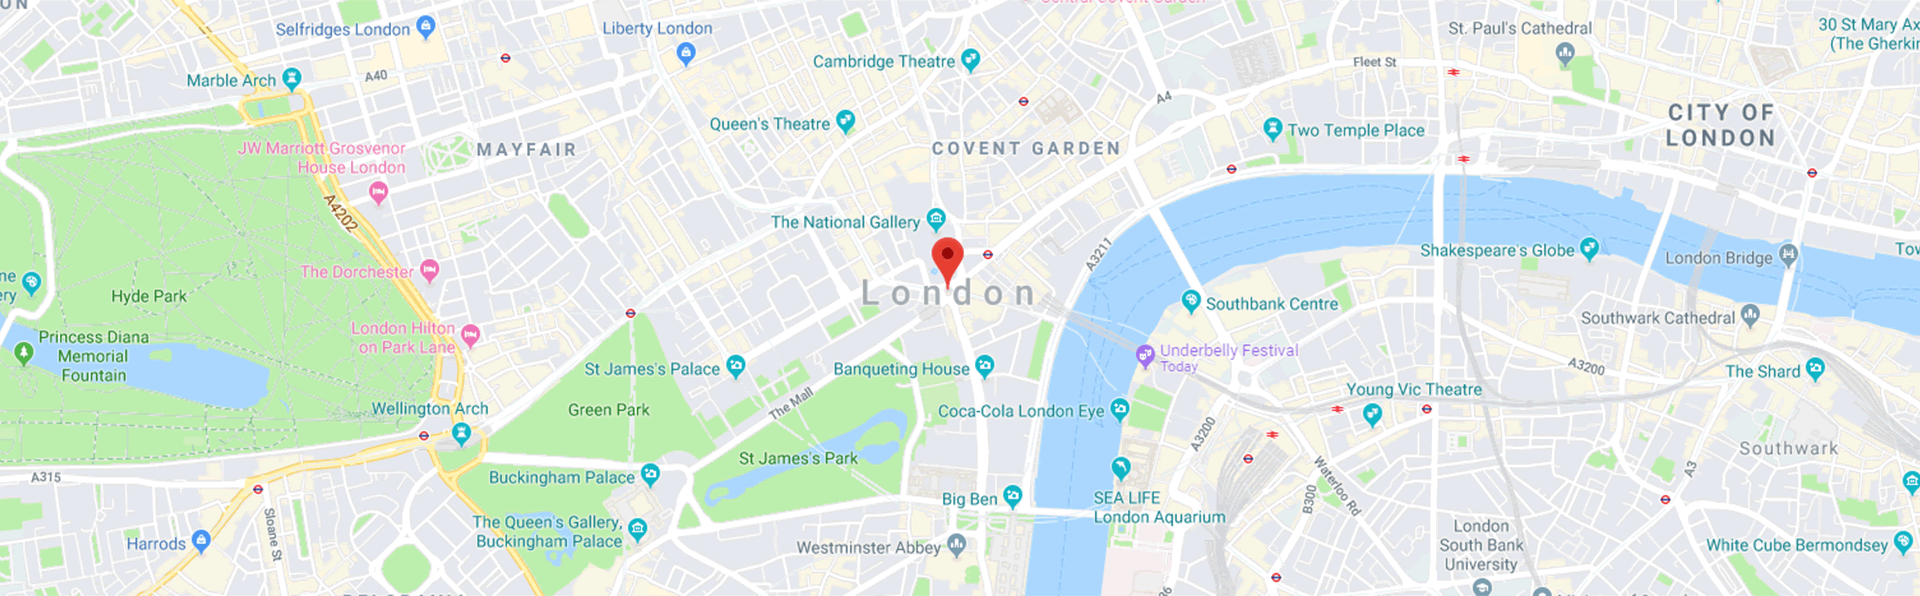 Central Covent Garden
Selfridges London
Liberty London
St. Paul's Cathedral
30 St Mary Ax
(The Gherkin
Cambridge Theatre
Fleet St
Marble Arch
A40
A4
CITY OF
LONDON
Queen's Theatre
Two Temple Place
JW Marriott Grosvenor
House London
MAYFAIR
COVENT GARDEN
A4202
The National Gallery
A3211
Shakespeare's Globe
London Bridge
Tow
The Dorchester
ne
ery
Hyde Park
London
Southbank Centre
Southwark Cathedral
Princess Diana
Memorial
Fountain
London Hilton
on Park Lane
St James's Palace
Banqueting House
Underbelly Festival
Today
A3200
The Shard
Young Vic Theatre
Wellington Arch
Green Park
The Mall
Coca-Cola London Eye
A3200
Southwark
St James's Park
A3
A315
Buckingham Palace
Big Ben
SEA LIFE
London Aquarium
B300
Waterloo Rd
Sloane St
The Queen's Gallery,
Buckingham Palace
London
South Bank
University
Harrods
Westminster Abbey
White Cube Bermondsey